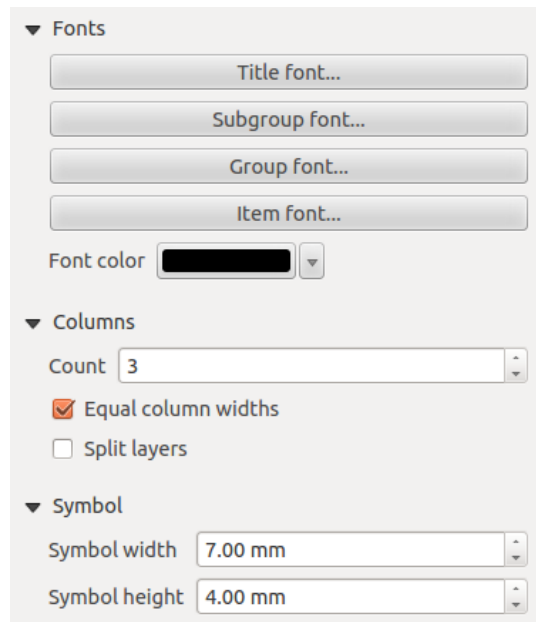 Fonts
Title font...
Subgroup font...
Group font...
Item font...
Font color
Columns
Count 3
Equal column widths
Split layers
Symbol
Symbol width 7.00 mm
Symbol height 4.00 mm